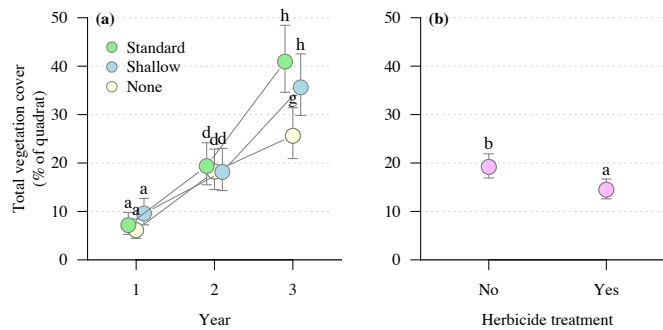 (a)
Standard
Shallow
None
Total vegetation cover
(% of quadrat)
50
40
30
20
10
0
a
a
a
d
d
d
h
h
g
1
2
3
Year
(b)
50
40
30
20
10
0
b
a
No
Yes
Herbicide treatment